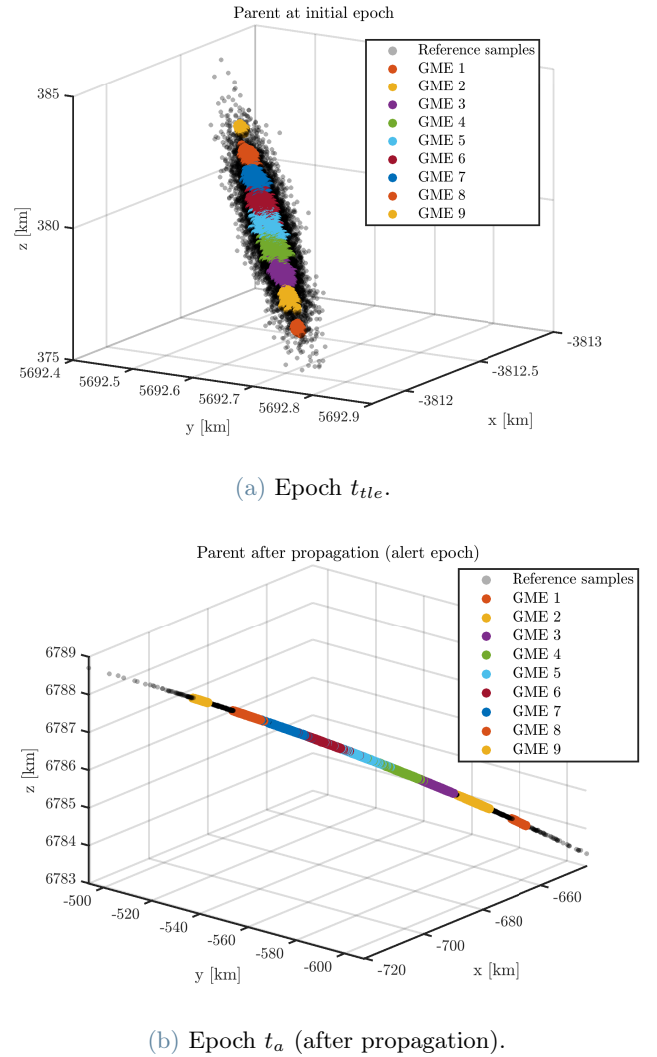 Parent at initial epoch
Reference samples
GME 1
GME 2
GME 3
GME 4
GME 5
GME 6
GME 7
GME 8
GME 9
385
380
375
z [km]
5692.4
5692.5
5692.6
5692.7
5692.8
5692.9
y [km]
-3812
-3812.5
-3813
x [km]
(a) Epoch t_tle.
Parent after propagation (alert epoch)
Reference samples
GME 1
GME 2
GME 3
GME 4
GME 5
GME 6
GME 7
GME 8
GME 9
6789
6788
6787
6786
6785
6784
6783
z [km]
-500
-520
-540
-560
-580
-600
y [km]
-720
-700
-680
-660
x [km]
(b) Epoch t_a (after propagation).